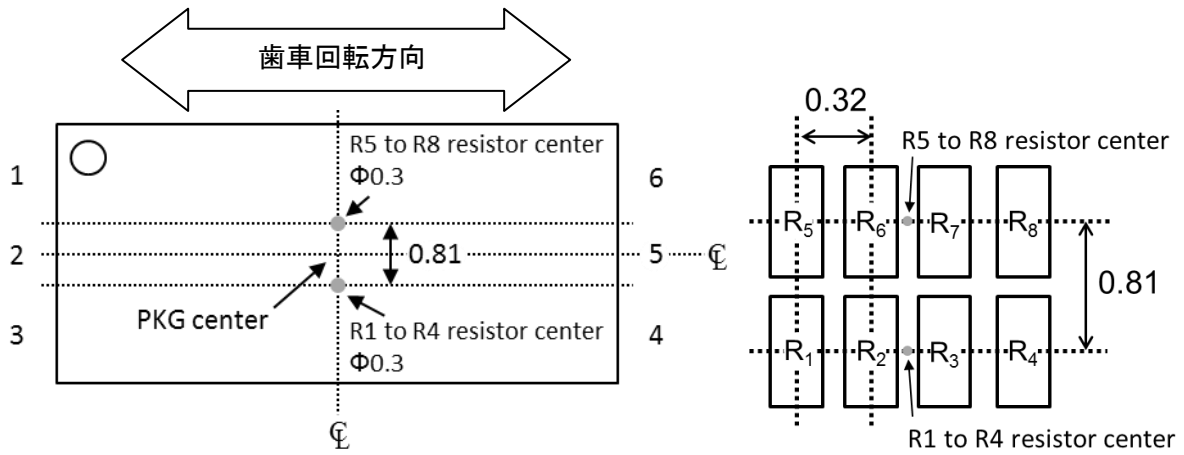 歯車回転方向
R5 to R8 resistor center
Φ0.3
1
2
3
6
5
4
0.81
℄
PKG center
R1 to R4 resistor center
Φ0.3
℄
0.32
R5 to R8 resistor center
R5 R6 R7 R8
0.81
R1 R2 R3 R4
R1 to R4 resistor center